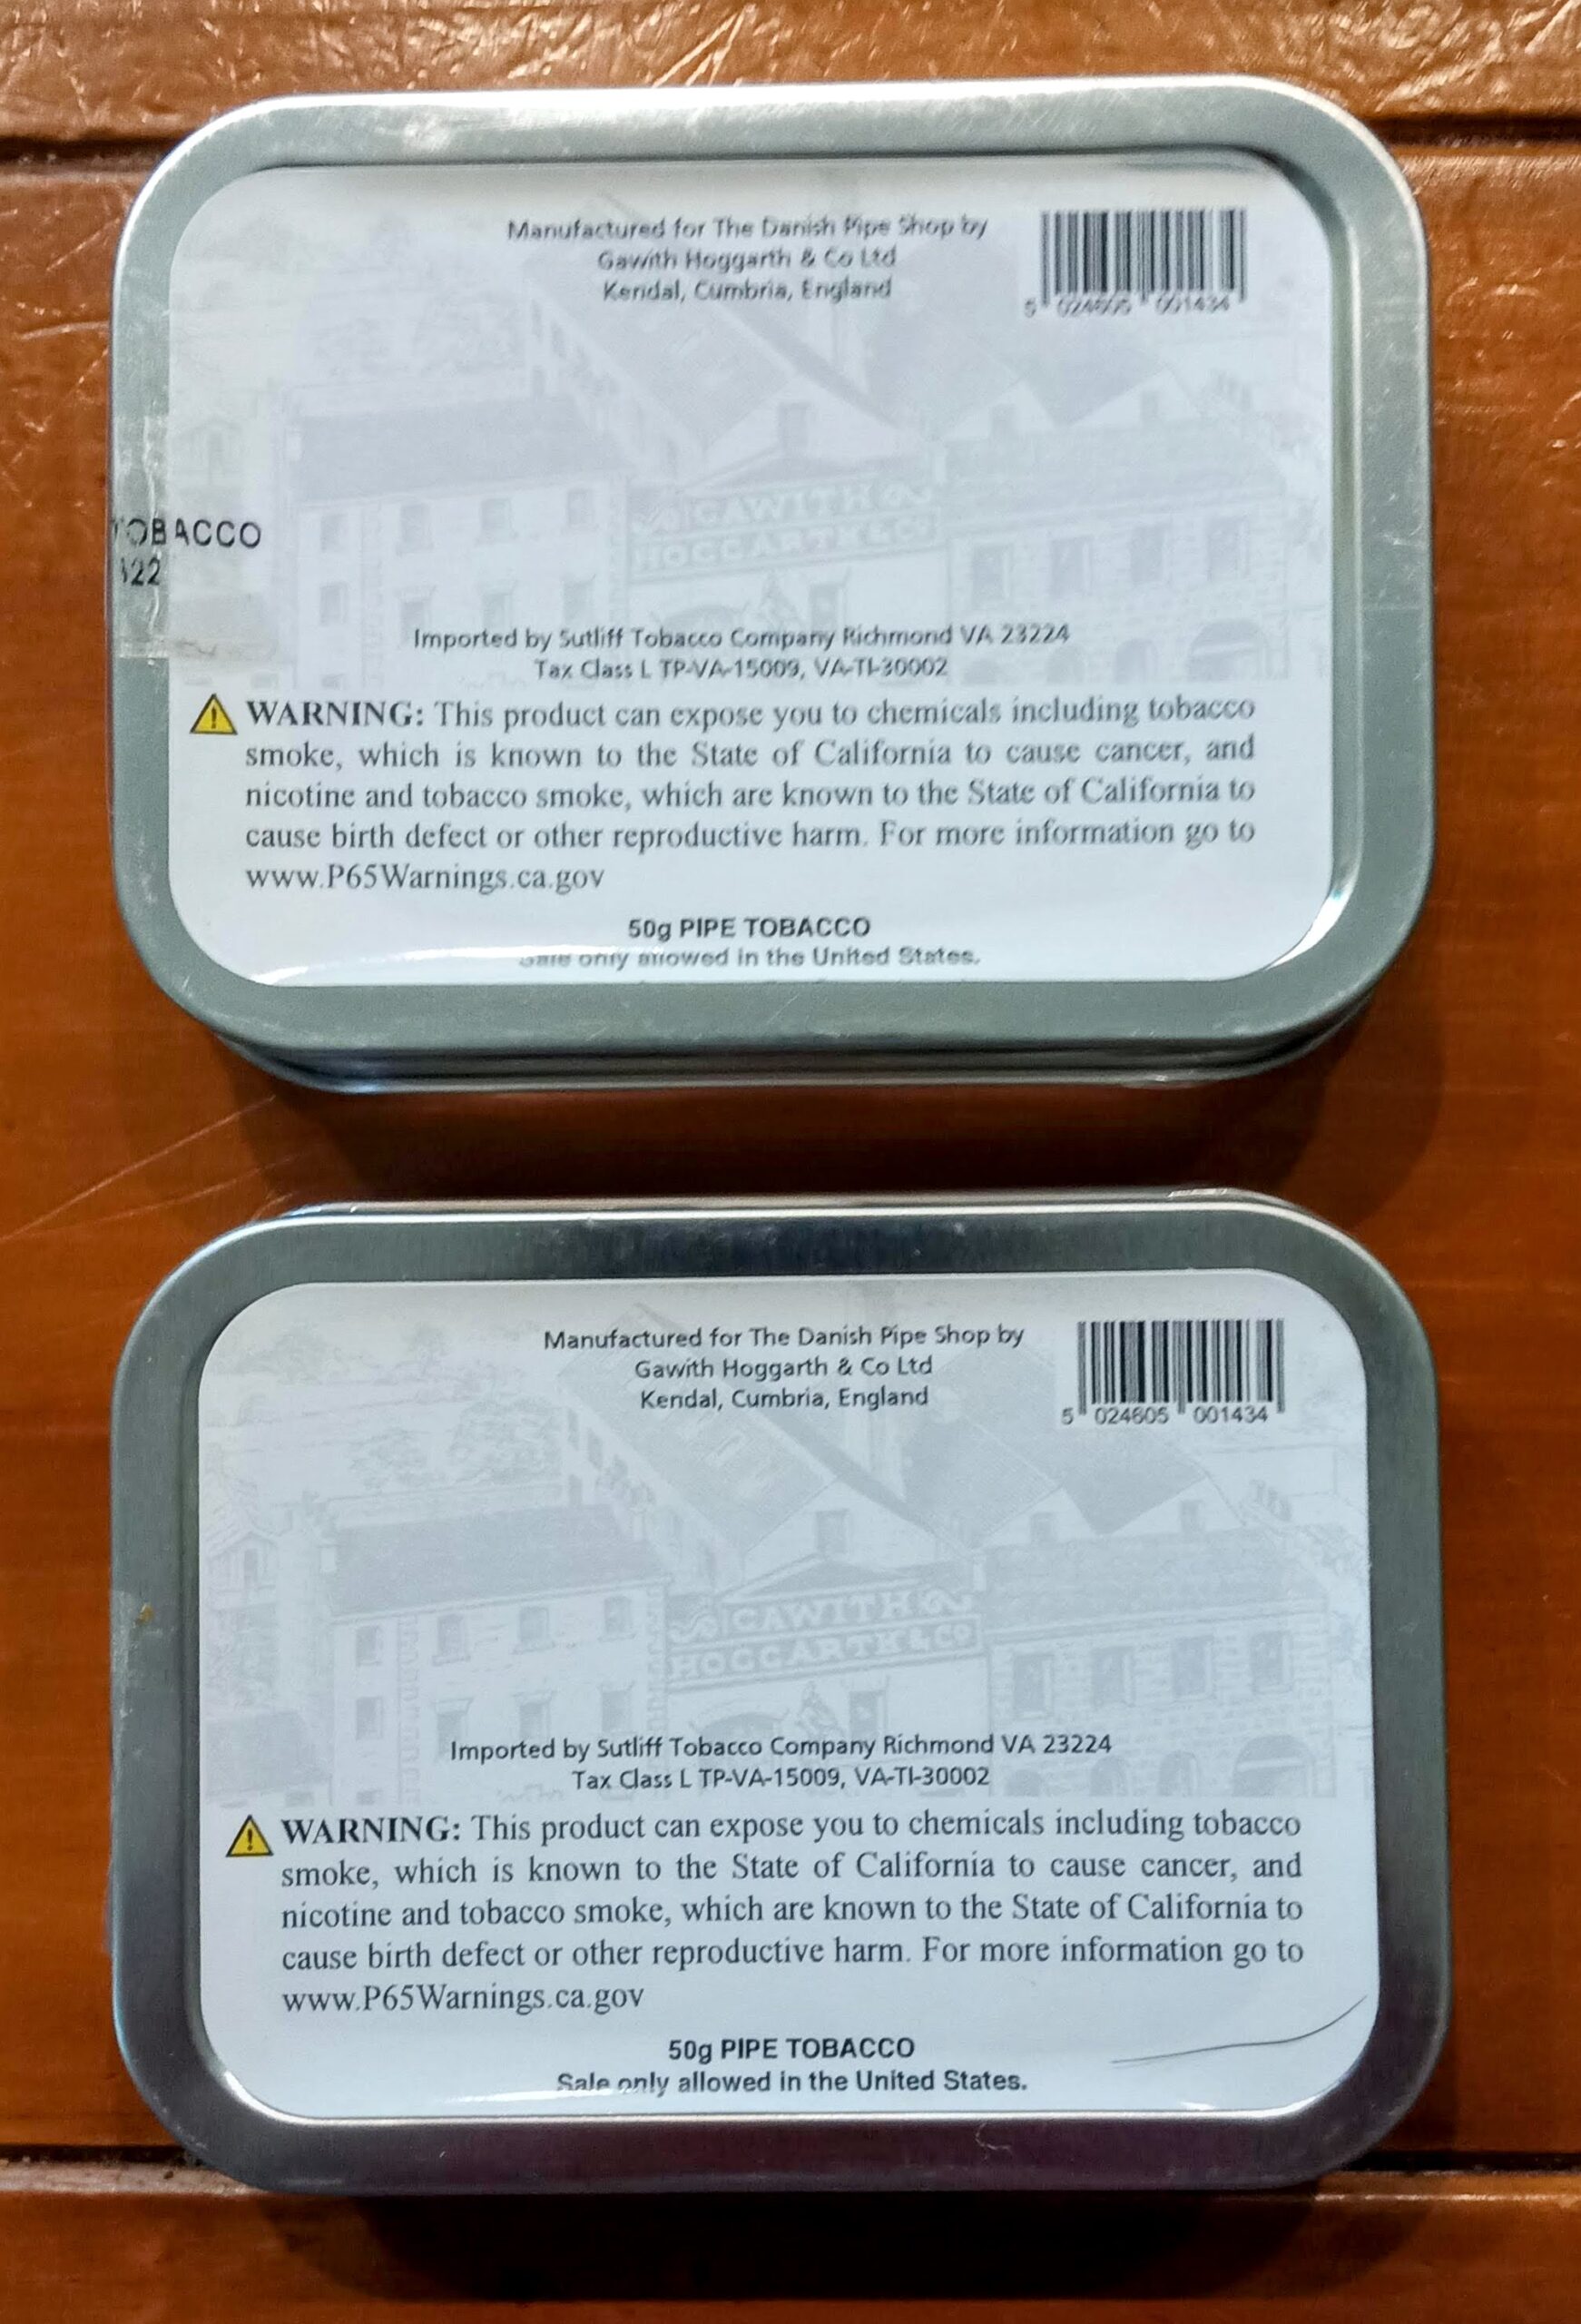 Manufactured for The Danish Pipe Shop by
Gawith Hoggarth & Co Ltd
Kendal, Cumbria, England
5 024605 001434
GAWITH
HOGGARTH &
TOBACCO
22
Imported by Sutliff Tobacco Company Richmond VA 23224
Tax Class L TP-VA-15009, VA-TI-30002
WARNING: This product can expose you to chemicals including tobacco
smoke, which is known to the State of California to cause cancer, and
nicotine and tobacco smoke, which are known to the State of California to
cause birth defect or other reproductive harm. For more information go to
www.P65Warnings.ca.gov
50g PIPE TOBACCO
Sale only allowed in the United States.
Manufactured for The Danish Pipe Shop by
Gawith Hoggarth & Co Ltd
Kendal, Cumbria, England
5 024605 001434
GAWITH
HOGGARTH & CO
Imported by Sutliff Tobacco Company Richmond VA 23224
Tax Class L TP-VA-15009, VA-TI-30002
WARNING: This product can expose you to chemicals including tobacco
smoke, which is known to the State of California to cause cancer, and
nicotine and tobacco smoke, which are known to the State of California to
cause birth defect or other reproductive harm. For more information go to
www.P65Warnings.ca.gov
50g PIPE TOBACCO
Sale only allowed in the United States.